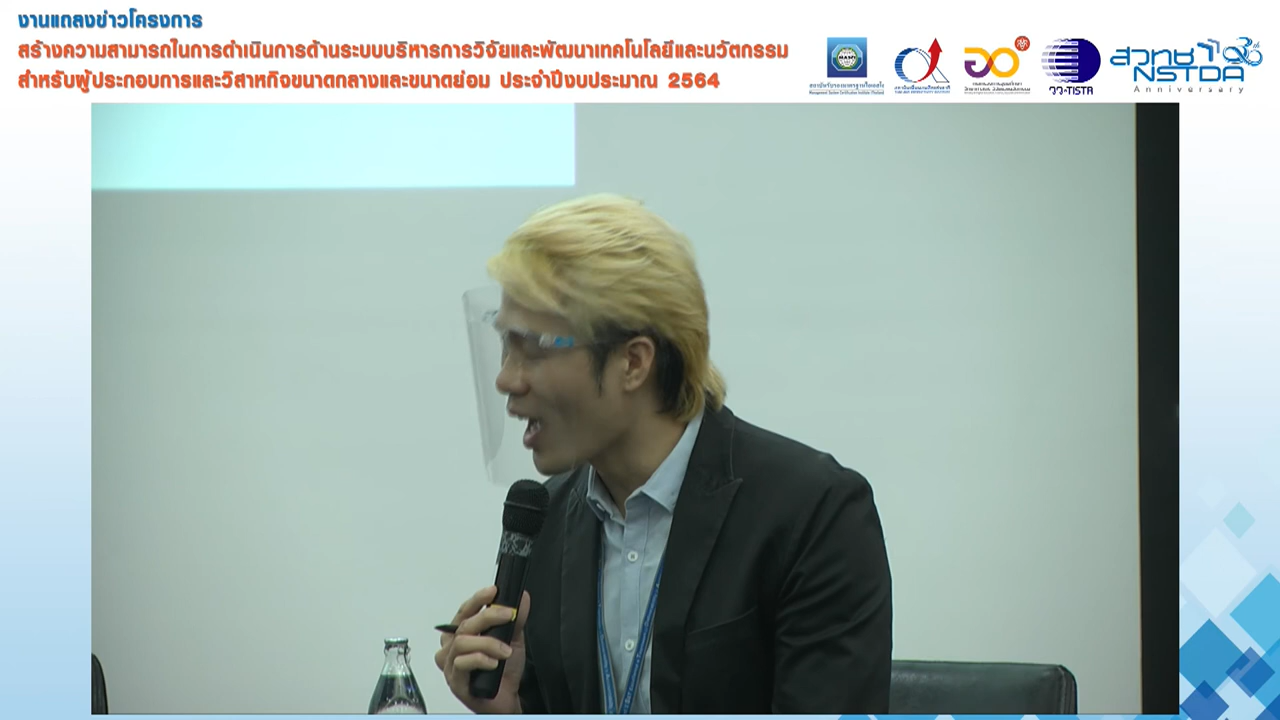 งานแถลงข่าวโครงการ
สร้างความสามารถในการดำเนินการด้านระบบบริหารการวิจัยและพัฒนาเทคโนโลยีและนวัตกรรม
สำหรับผู้ประกอบการและวิสาหกิจขนาดกลางและขนาดย่อม ประจำปีงบประมาณ 2564
วว•TISTR
สวทช
NSTDA
Anniversary